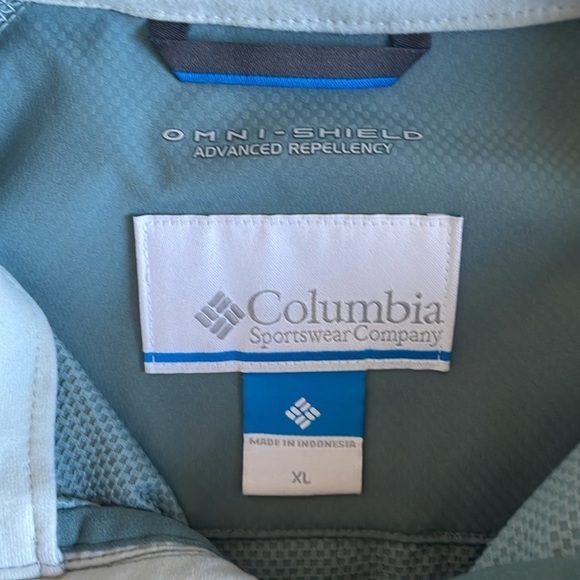 OMNI-SHIELD
ADVANCED REPELLENCY
Columbia
Sportswear Company
MADE IN INDONESIA
XL